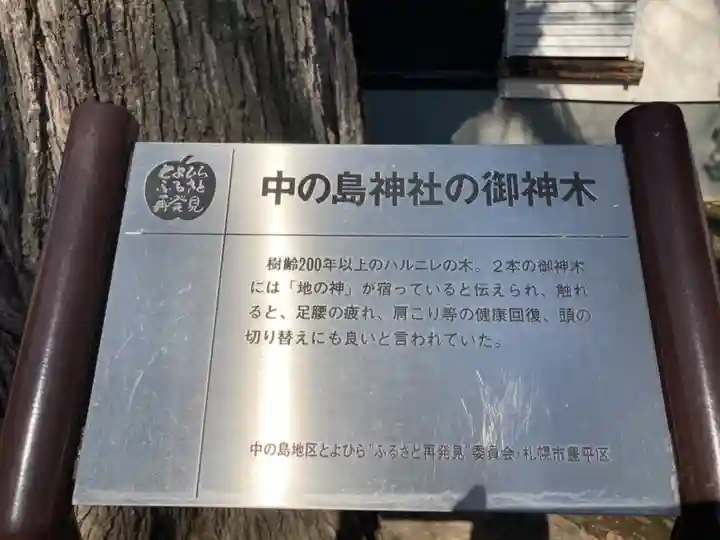 とよひら
ふるさと
再発見
中の島神社の御神木
樹齢200年以上のハルニレの木。2本の御神木
には「地の神」が宿っていると伝えられ、触れ
ると、足腰の疲れ、肩こり等の健康回復、頭の
切り替えにも良いと言われていた。
中の島地区とよひら"ふるさと再発見"委員会・札幌市豊平区